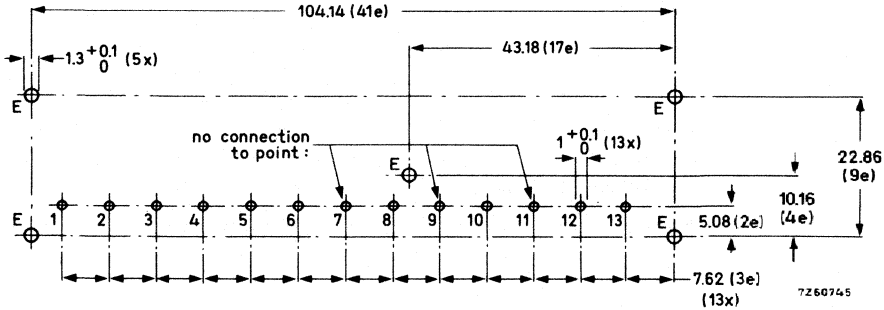 104.14 (41e)
43.18 (17e)
1.3 +0.1 0 (5x)
E
E
no connection
to point :
E
1 +0.1 0 (13x)
22.86
(9e)
10.16
(4e)
5.08 (2e)
E 1 2 3 4 5 6 7 8 9 10 11 12 13 E
7.62 (3e)
(13x)
7Z60745